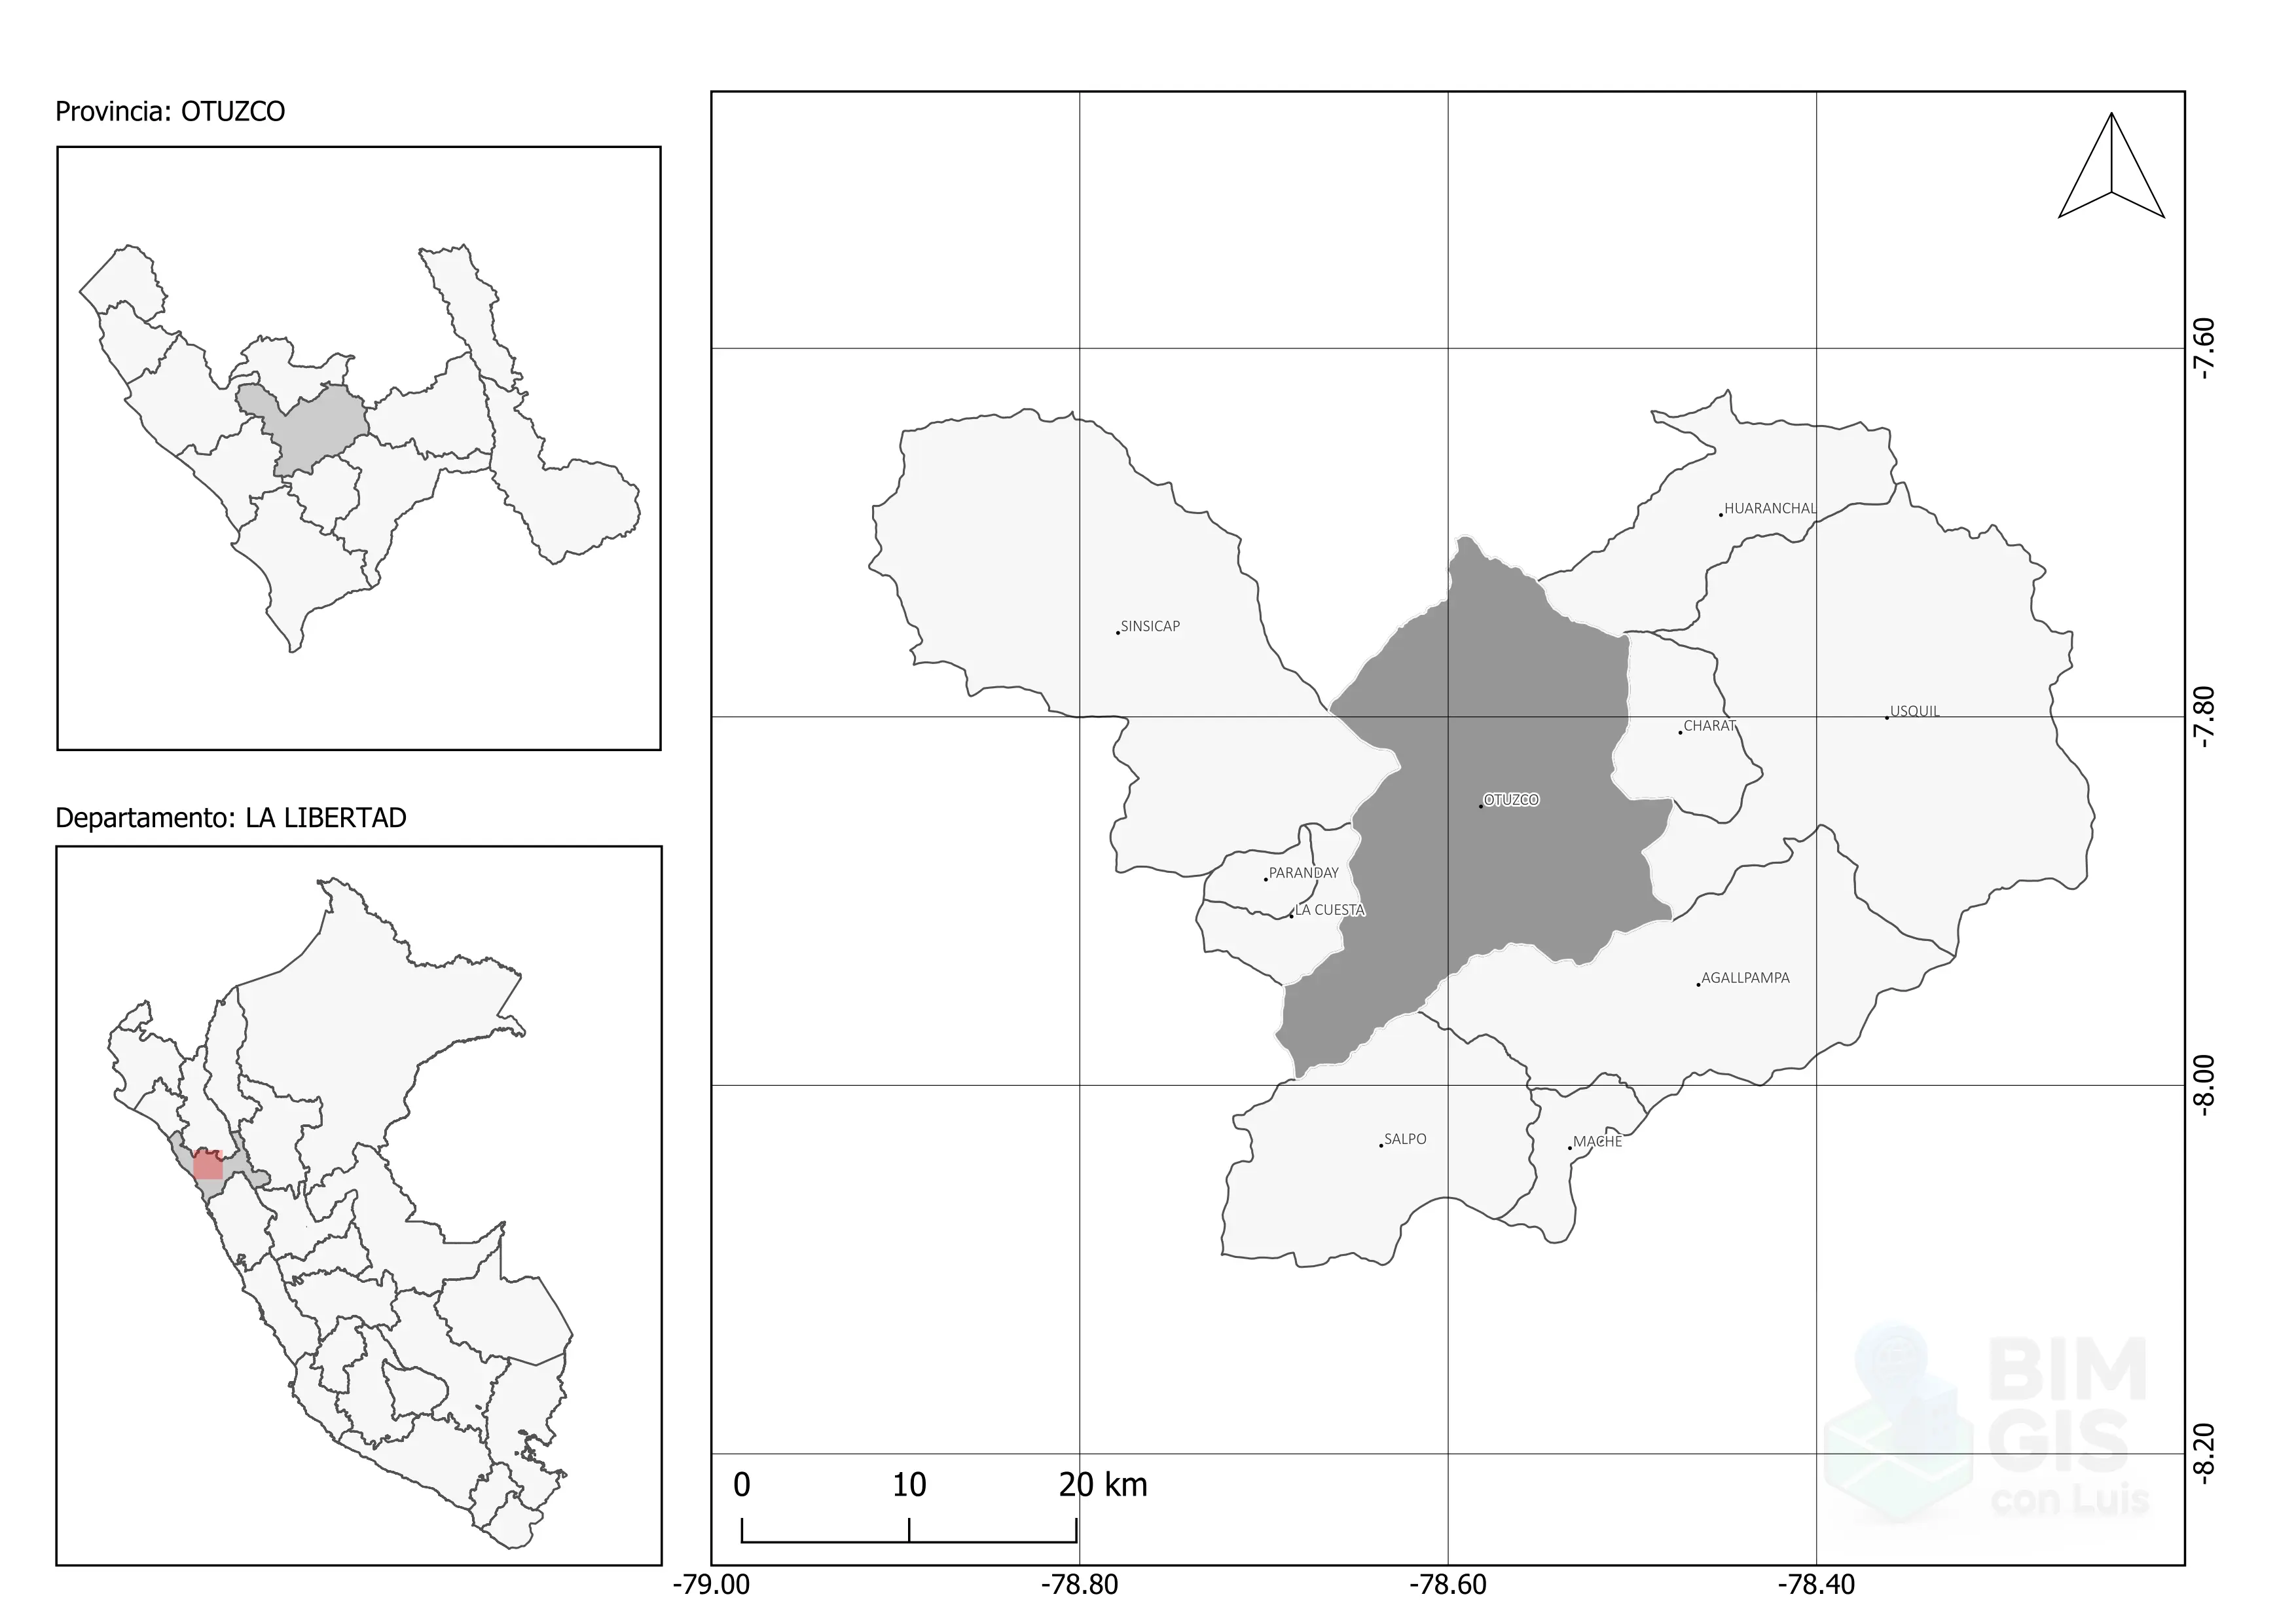 Provincia: OTUZCO
Departamento: LA LIBERTAD
HUARANCHAL
SINSICAP
USQUIL
CHARAT
OTUZCO
PARANDAY
LA CUESTA
AGALLPAMPA
SALPO
MACHE
-7.60
-7.80
-8.00
-8.20
BIM
GIS
con Luis
0 10 20 km
-79.00 -78.80 -78.60 -78.40